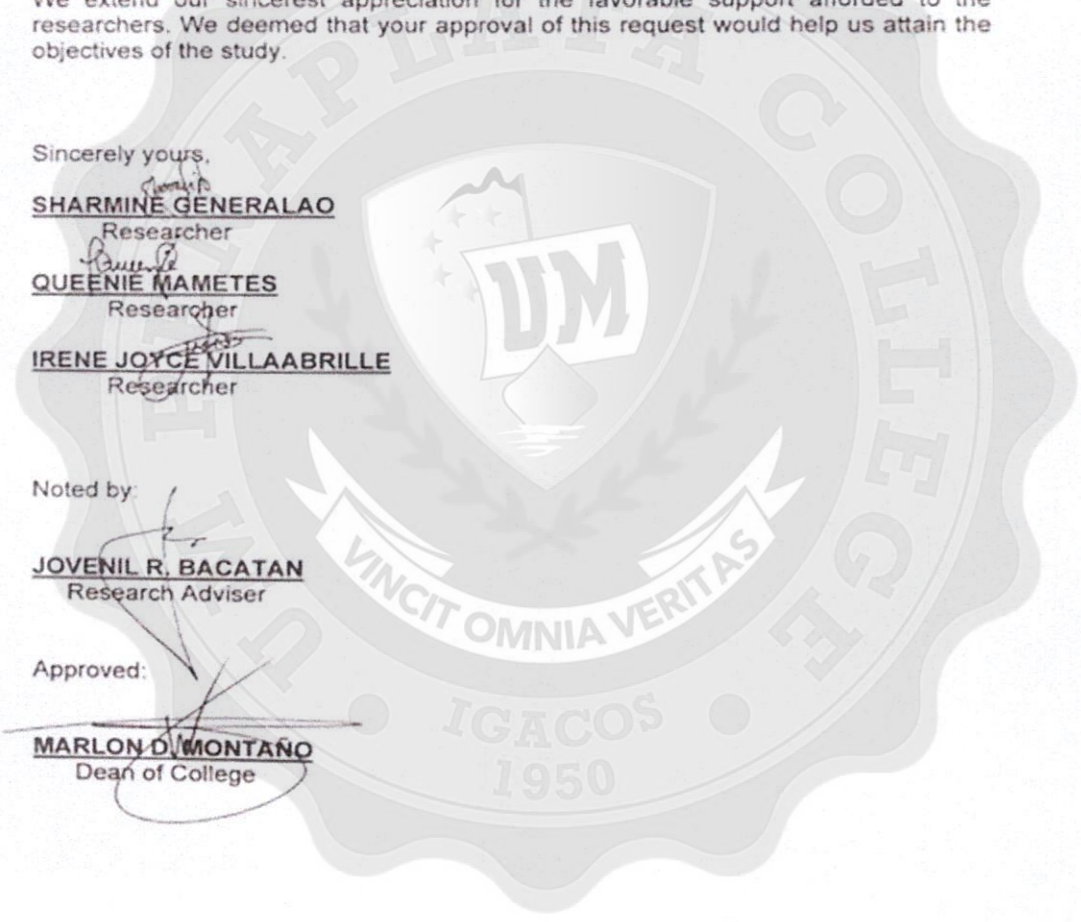 We extend our sincerest appreciation for the favorable support afforded to the
researchers. We deemed that your approval of this request would help us attain the
objectives of the study.
Sincerely yours,
SHARMINE GENERALAO
Researcher
QUEENIE MAMETES
Researcher
IRENE JOYCE VILLAABRILLE
Researcher
Noted by:
JOVENIL R. BACATAN
Research Adviser
Approved:
MARLON D. MONTAÑO
Dean of College
UM PEÑAPLATA COLLEGE
UM
VINCIT OMNIA VERITAS
IGACOS
1950